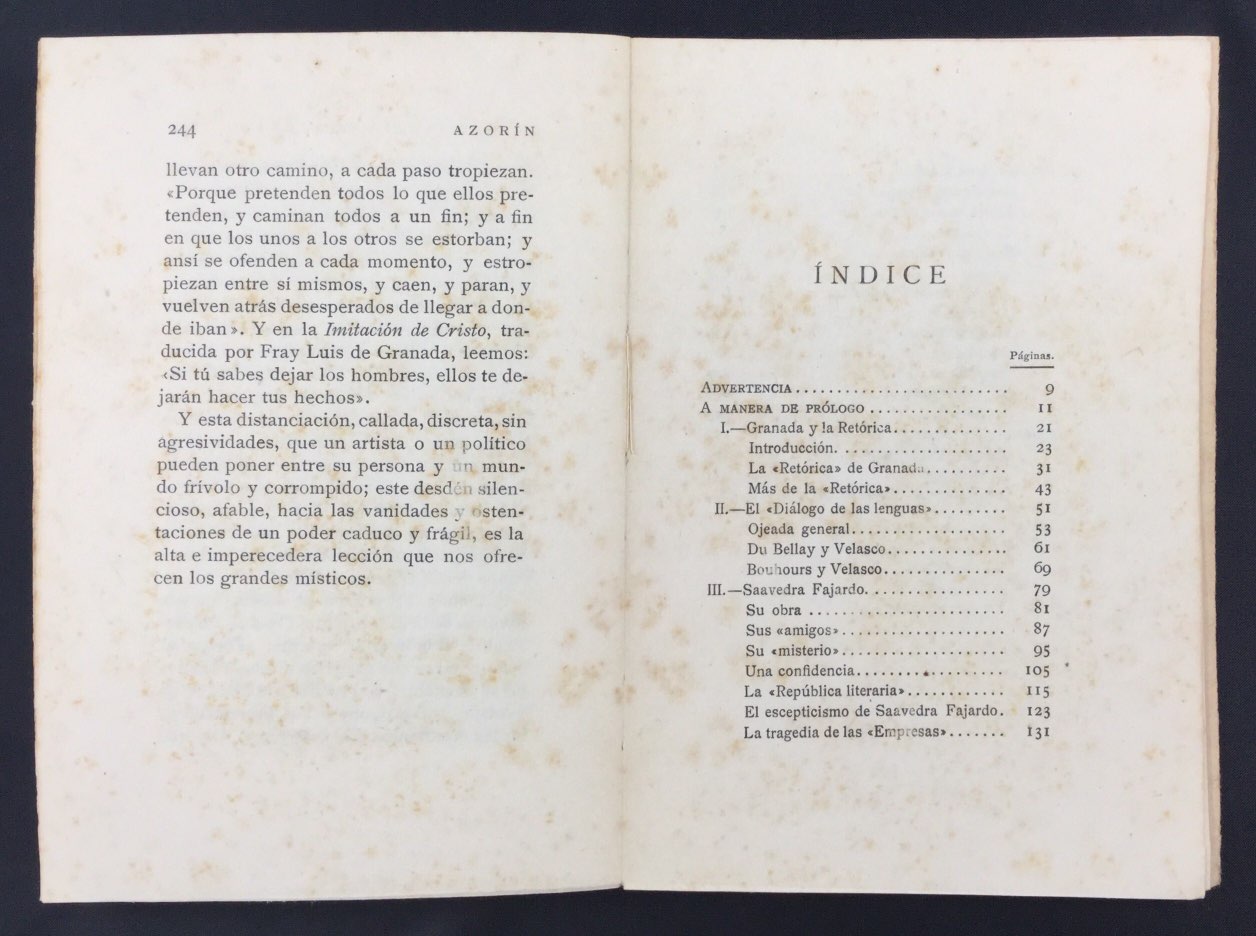 244 AZORÍN
llevan otro camino, a cada paso tropiezan.
«Porque pretenden todos lo que ellos pre-
tenden, y caminan todos a un fin; y a fin
en que los unos a los otros se estorban; y
ansí se ofenden a cada momento, y estro-
piezan entre sí mismos, y caen, y paran, y
vuelven atrás desesperados de llegar a don-
de iban». Y en la Imitación de Cristo, tra-
ducida por Fray Luis de Granada, leemos:
«Si tú sabes dejar los hombres, ellos te de-
jarán hacer tus hechos».
Y esta distanciación, callada, discreta, sin
agresividades, que un artista o un político
pueden poner entre su persona y un mun-
do frívolo y corrompido; este desdén silen-
cioso, afable, hacia las vanidades y osten-
taciones de un poder caduco y frágil, es la
alta e imperecedera lección que nos ofre-
cen los grandes místicos.
ÍNDICE
Páginas.
ADVERTENCIA........................... 9
A MANERA DE PRÓLOGO................. 11
I.—Granada y la Retórica.............. 21
Introducción...................... 23
La «Retórica» de Granada.......... 31
Más de la «Retórica».............. 43
II.—El «Diálogo de las lenguas»......... 51
Ojeada general.................... 53
Du Bellay y Velasco............... 61
Bouhours y Velasco................ 69
III.—Saavedra Fajardo.................. 79
Su obra ......................... 81
Sus «amigos»..................... 87
Su «misterio»..................... 95
Una confidencia................... 105
La «República literaria»............ 115
El escepticismo de Saavedra Fajardo. 123
La tragedia de las «Empresas»....... 131